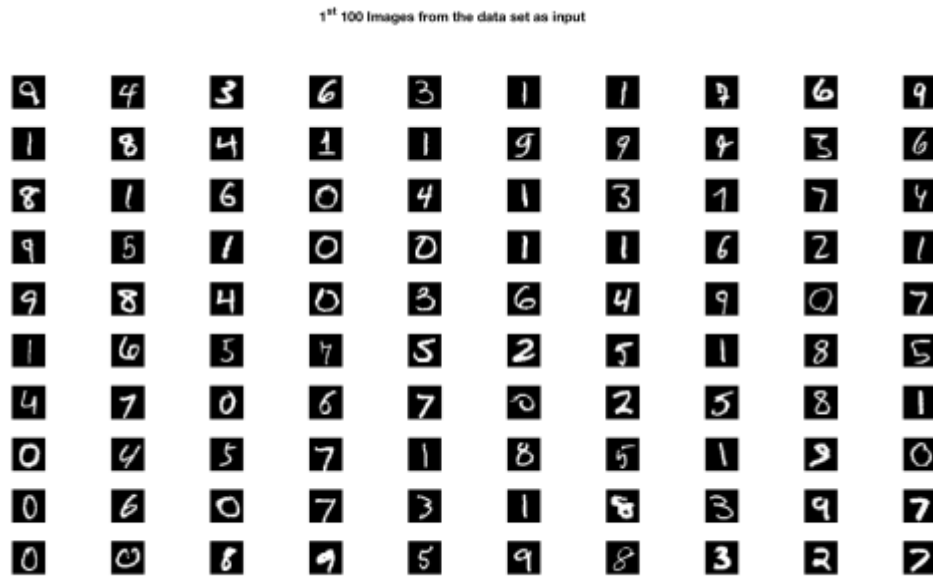 1st 100 Images from the data set as input
9 4 3 6 3 1 1 7 6 9
1 8 4 1 1 9 9 9 3 6
8 1 6 0 4 1 3 1 7 4
9 5 1 0 0 1 1 6 2 1
9 8 4 0 3 6 4 9 0 7
1 6 5 7 5 2 5 1 8 5
4 7 0 6 7 0 2 5 8 1
0 4 5 7 1 8 5 1 9 0
0 6 0 7 3 1 8 3 9 7
0 0 8 9 5 9 8 3 2 7